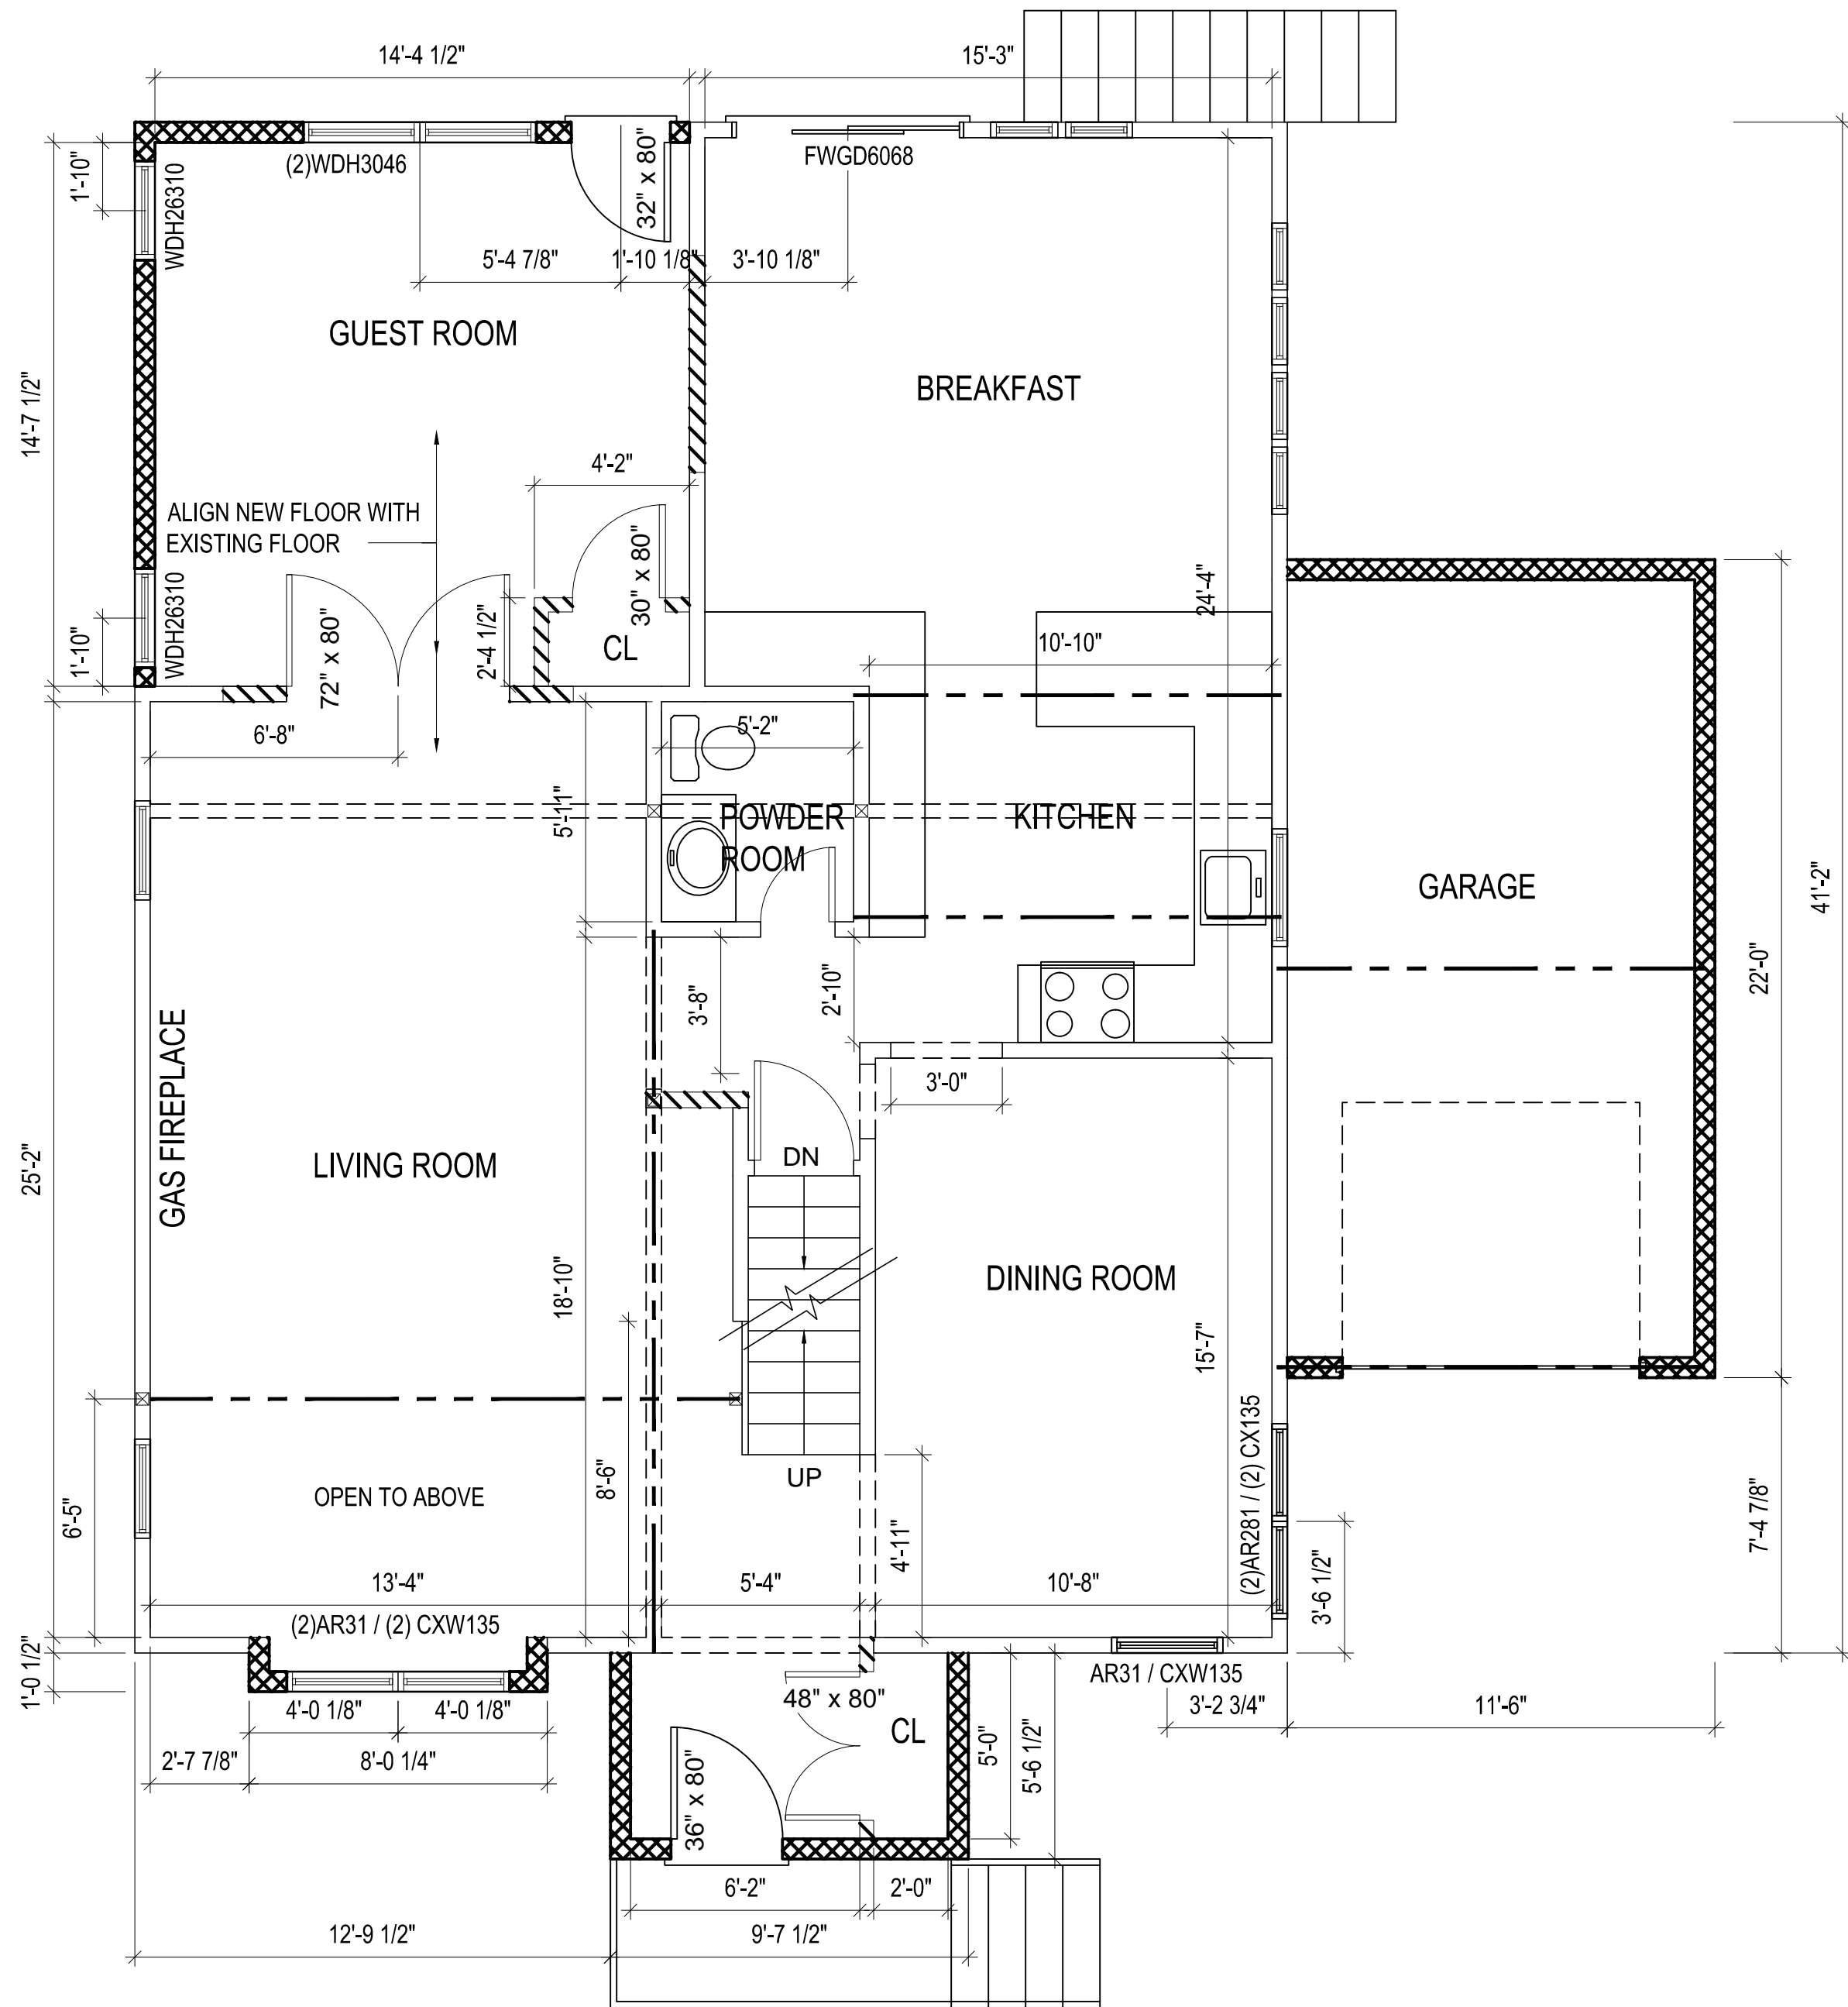 14'-4 1/2"
15'-3"
(2)WDH3046
32" x 80"
FWGD6068
1'-10"
WDH26310
5'-4 7/8"
1'-10 1/8"
3'-10 1/8"
GUEST ROOM
BREAKFAST
14'-7 1/2"
4'-2"
ALIGN NEW FLOOR WITH
EXISTING FLOOR
30" x 80"
24'-4"
1'-10"
WDH26310
72" x 80"
2'-4 1/2"
CL
10'-10"
6'-8"
5'-2"
5'-11"
POWDER
ROOM
KITCHEN
GARAGE
41'-2"
22'-0"
3'-8"
2'-10"
GAS FIREPLACE
3'-0"
25'-2"
LIVING ROOM
DN
18'-10"
DINING ROOM
15'-7"
6'-5"
OPEN TO ABOVE
8'-6"
UP
4'-11"
(2)AR281 / (2) CX135
3'-6 1/2"
7'-4 7/8"
13'-4"
5'-4"
10'-8"
(2)AR31 / (2) CXW135
1'-0 1/2"
AR31 / CXW135
4'-0 1/8"
4'-0 1/8"
48" x 80"
CL
3'-2 3/4"
11'-6"
2'-7 7/8"
8'-0 1/4"
36" x 80"
5'-0"
5'-6 1/2"
6'-2"
2'-0"
12'-9 1/2"
9'-7 1/2"